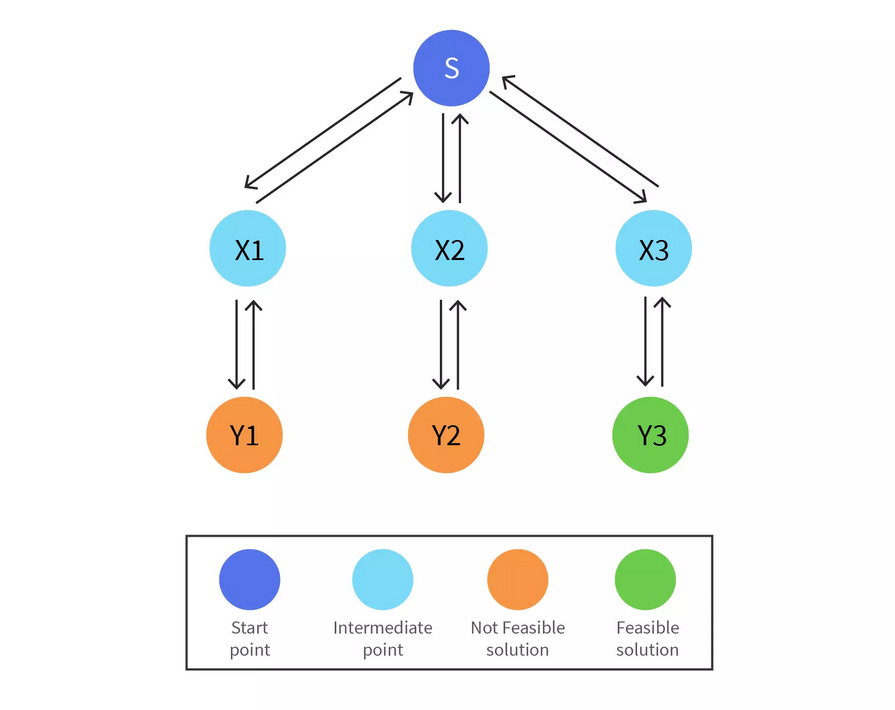 S
X1
X2
X3
Y1
Y2
Y3
Start
point
Intermediate
point
Not Feasible
solution
Feasible
solution